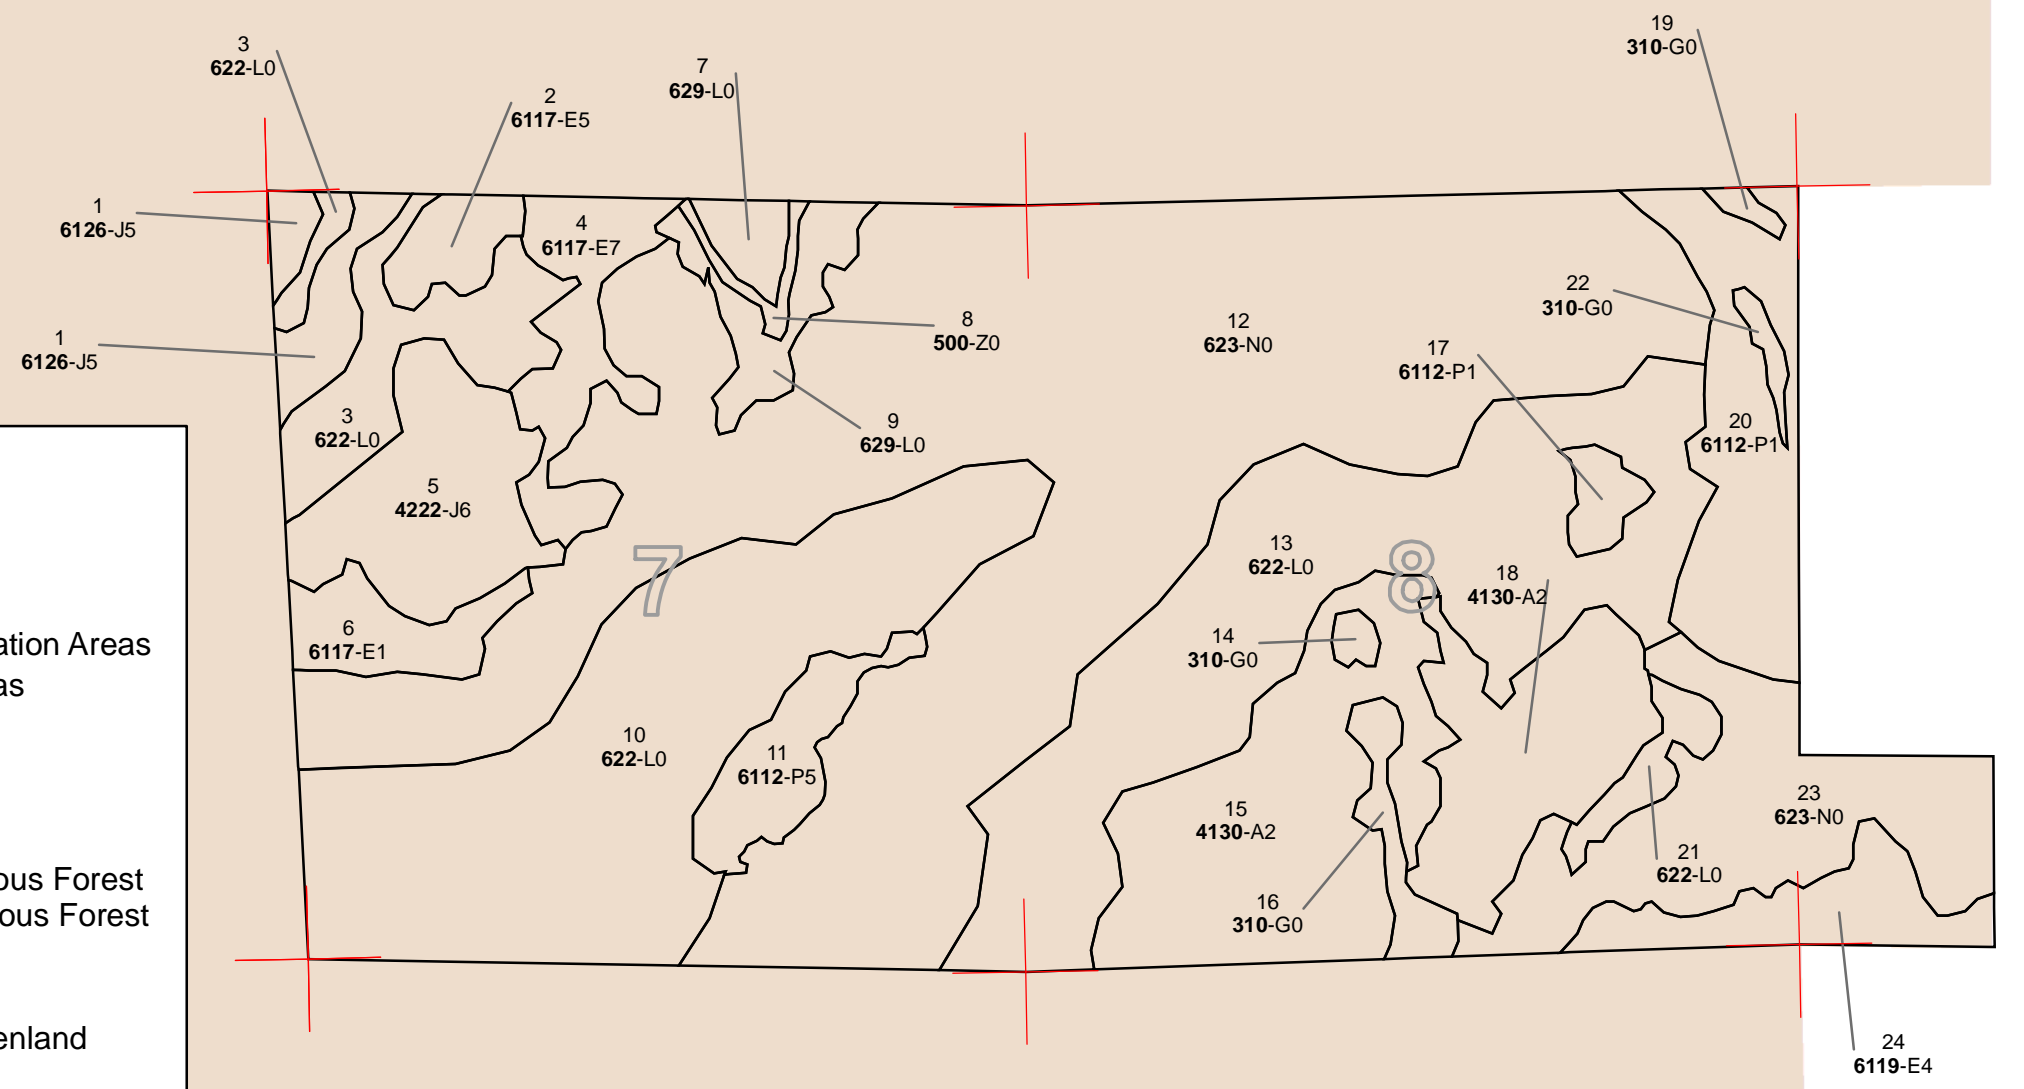 3
622-L0
2
6117-E5
7
629-L0
19
310-G0
1
6126-J5
4
6117-E7
22
310-G0
8
500-Z0
12
623-N0
17
6112-P1
1
6126-J5
3
622-L0
9
629-L0
20
6112-P1
5
4222-J6
7
8
13
622-L0
18
4130-A2
6
6117-E1
14
310-G0
ation Areas
as
10
622-L0
11
6112-P5
15
4130-A2
23
623-N0
21
622-L0
16
310-G0
ous Forest
ous Forest
enland
24
6119-E4